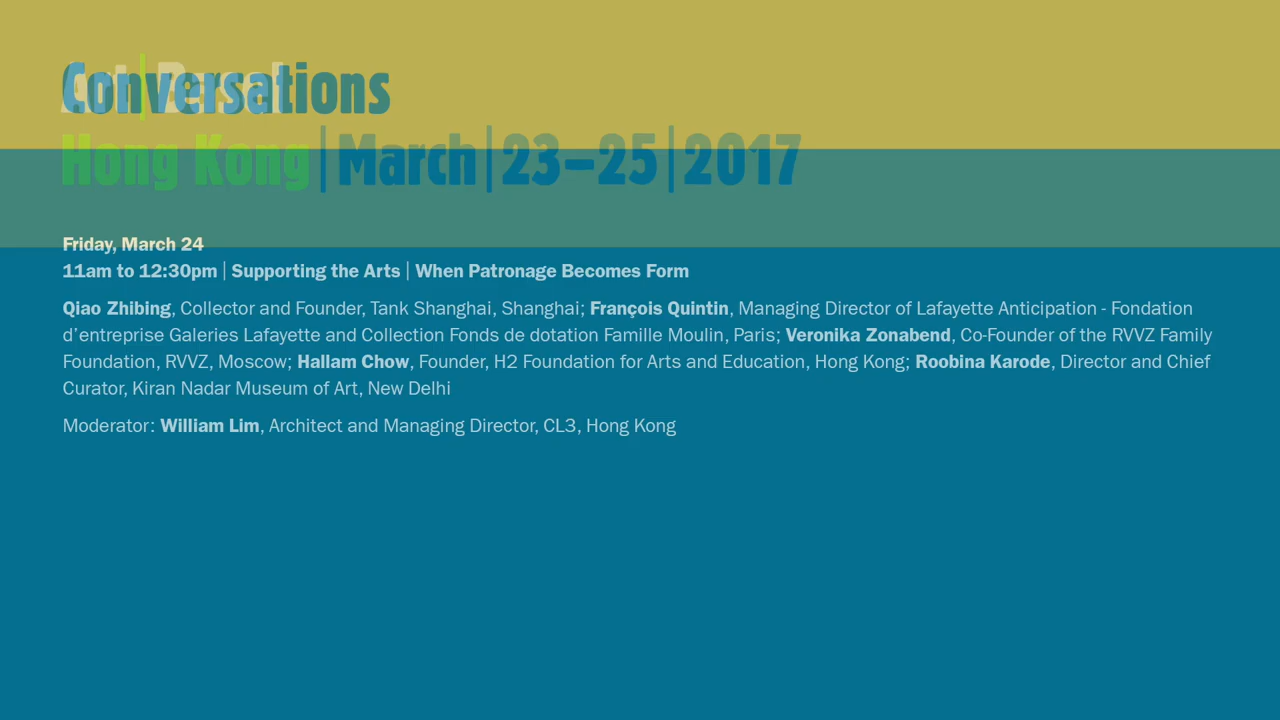 Art | Basel
Conversations
Hong Kong | March | 23–25 | 2017
Friday, March 24
11am to 12:30pm | Supporting the Arts | When Patronage Becomes Form
Qiao Zhibing, Collector and Founder, Tank Shanghai, Shanghai; François Quintin, Managing Director of Lafayette Anticipation - Fondation
d’entreprise Galeries Lafayette and Collection Fonds de dotation Famille Moulin, Paris; Veronika Zonabend, Co-Founder of the RVVZ Family
Foundation, RVVZ, Moscow; Hallam Chow, Founder, H2 Foundation for Arts and Education, Hong Kong; Roobina Karode, Director and Chief
Curator, Kiran Nadar Museum of Art, New Delhi
Moderator: William Lim, Architect and Managing Director, CL3, Hong Kong